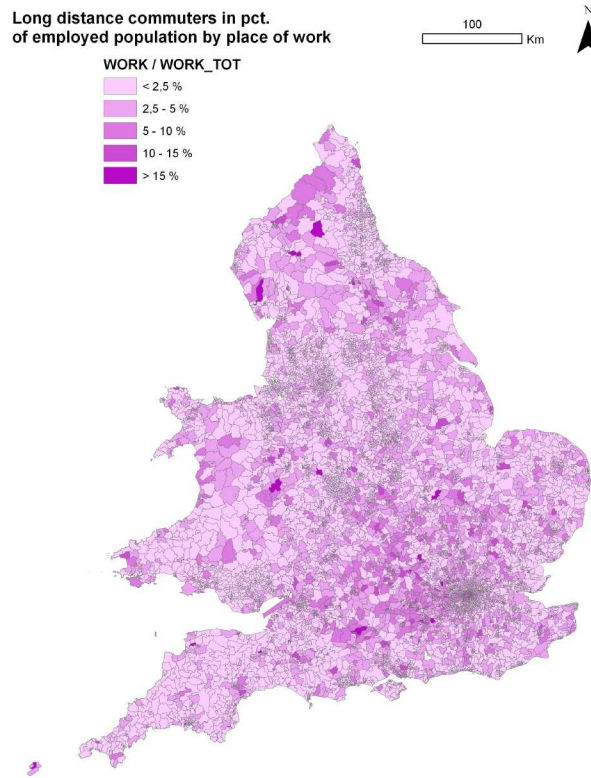 Long distance commuters in pct.
of employed population by place of work
100
Km
N
WORK / WORK_TOT
< 2,5 %
2,5 - 5 %
5 - 10 %
10 - 15 %
> 15 %